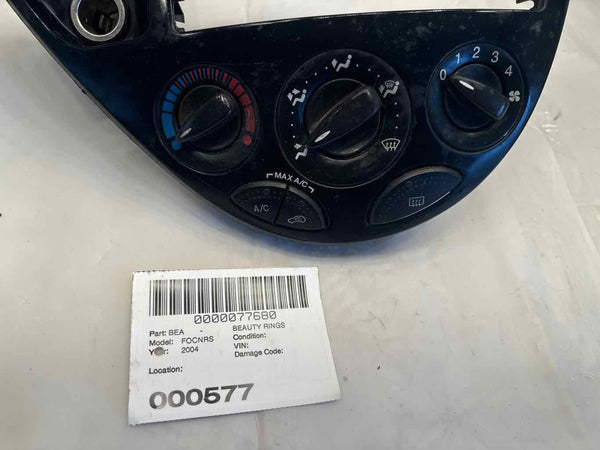 0 1 2 3 4
MAX A/C
A/C
0000077680
Part: BEA - BEAUTY RINGS
Model: FOCNRS Condition:
Year: 2004 VIN:
Damage Code:
Location:
000577